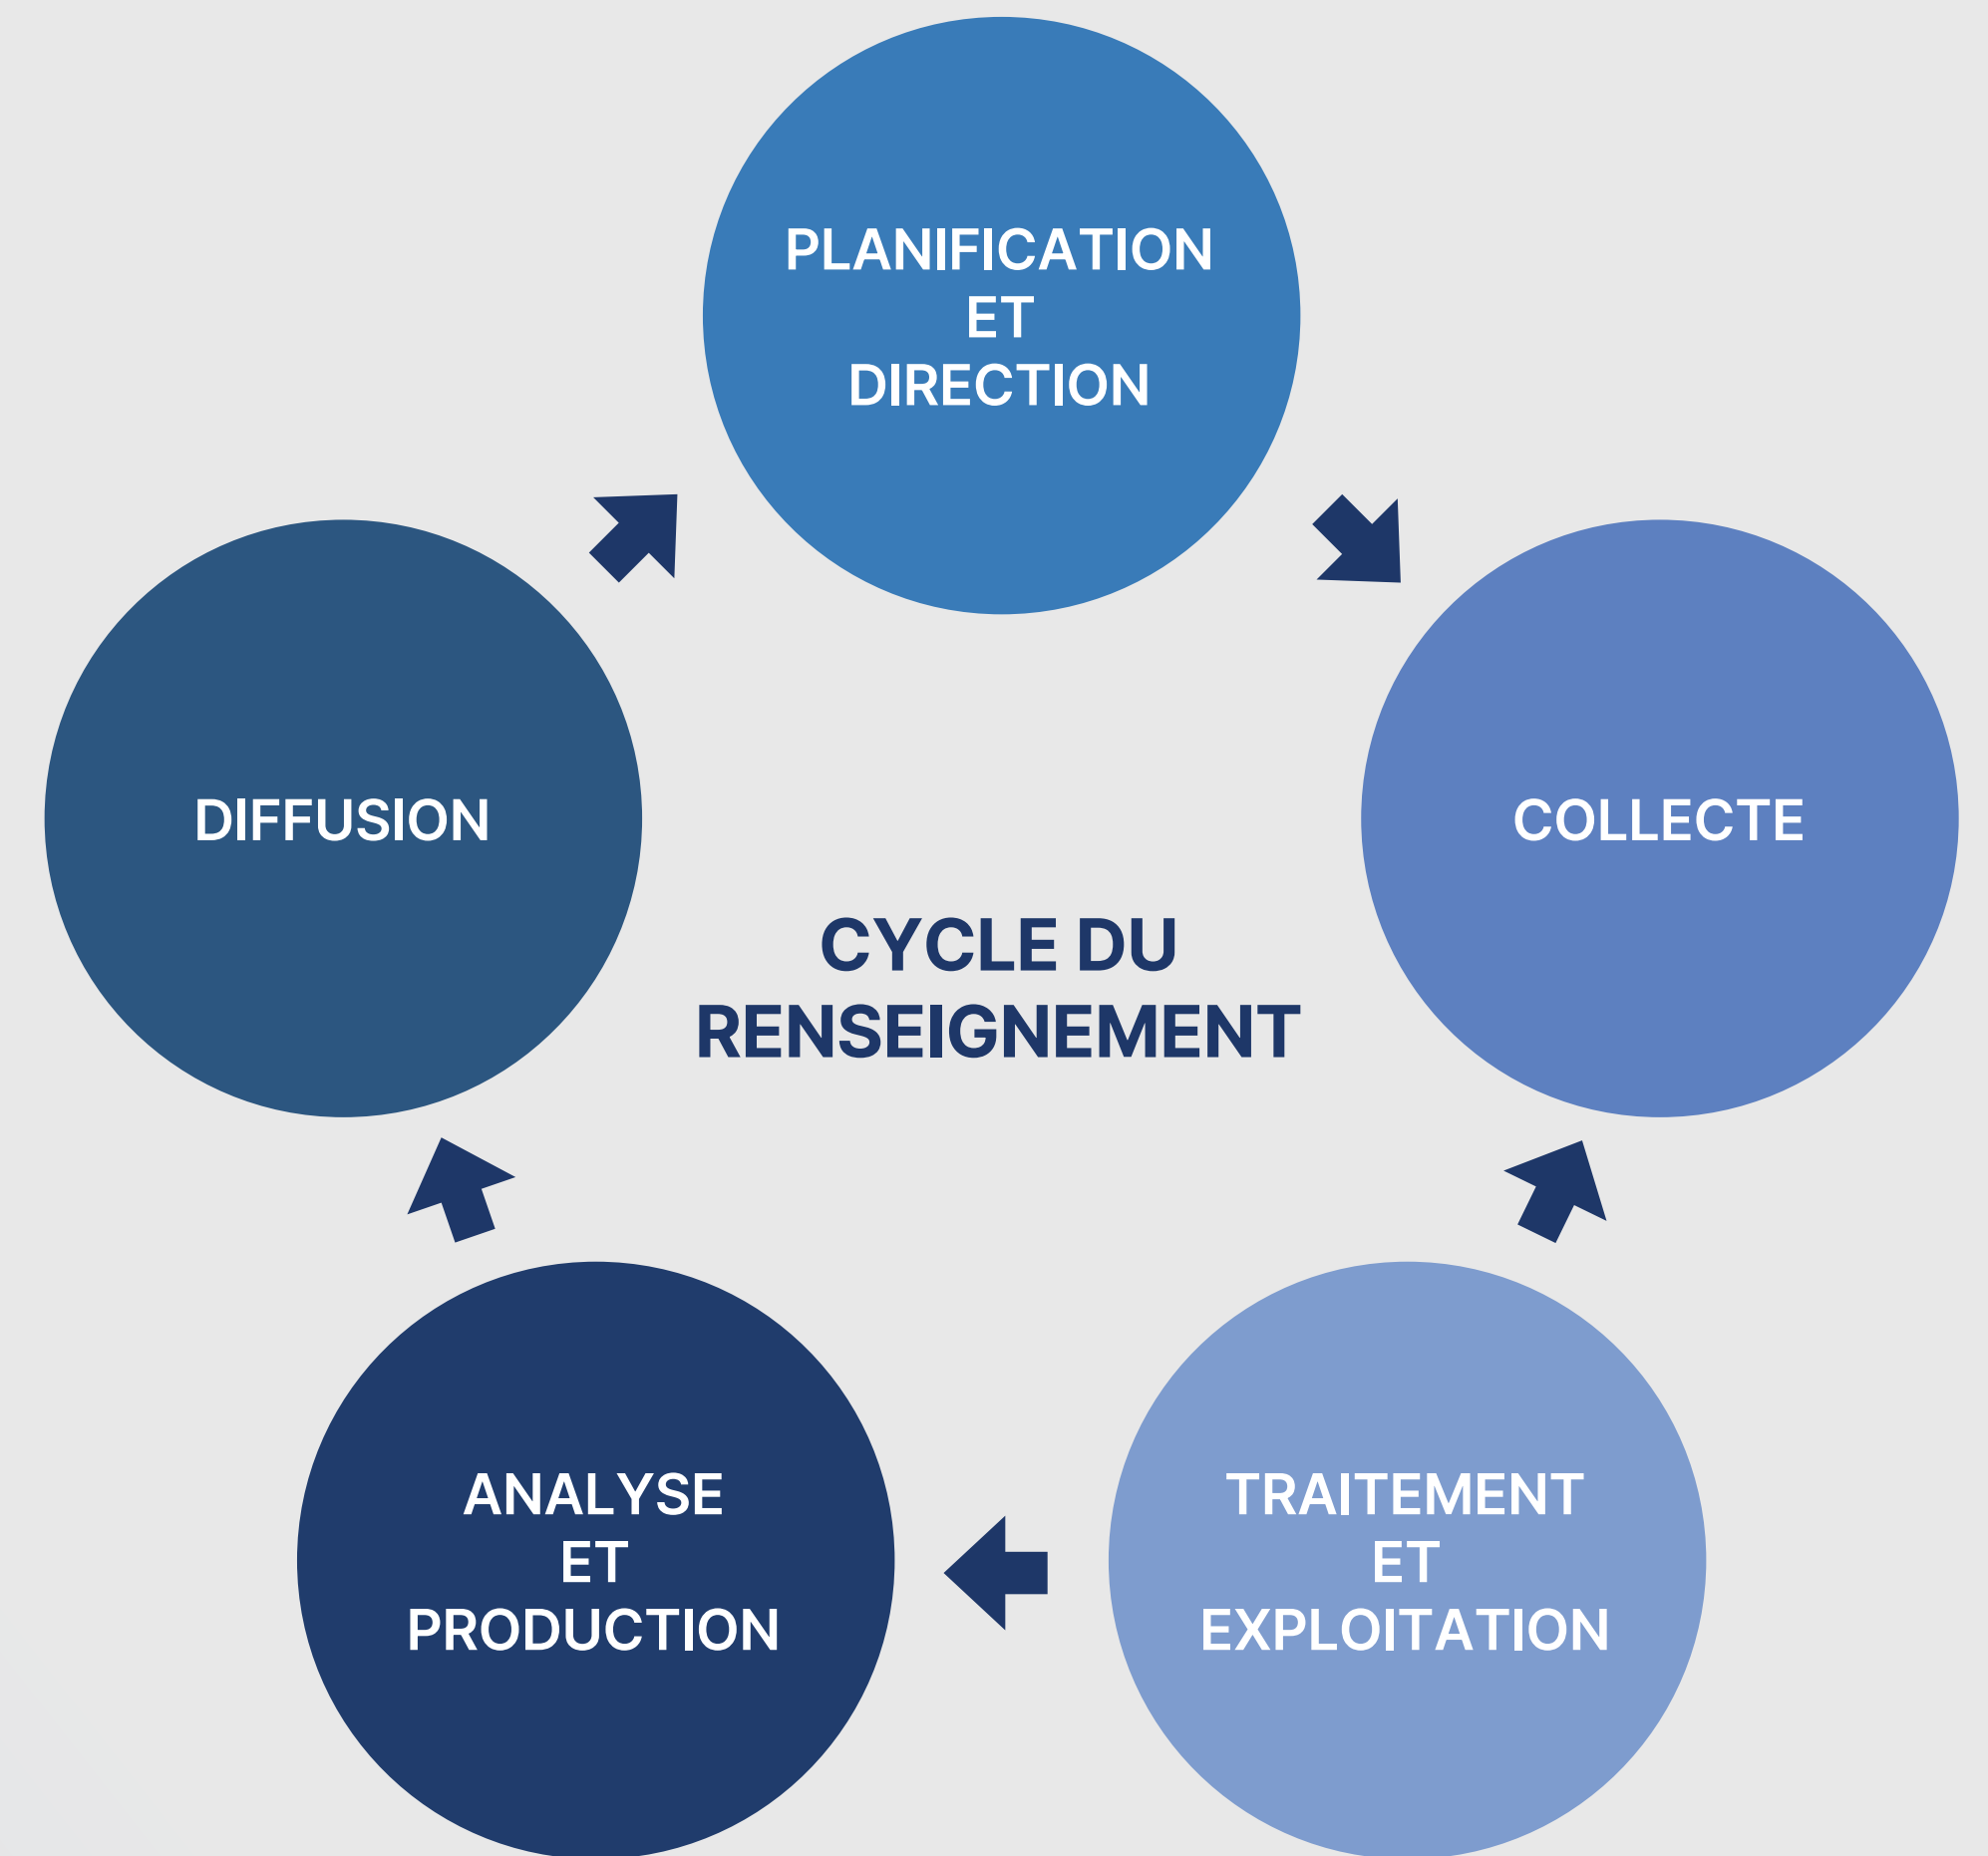 PLANIFICATION
ET
DIRECTION
COLLECTE
TRAITEMENT
ET
EXPLOITATION
ANALYSE
ET
PRODUCTION
DIFFUSION
CYCLE DU
RENSEIGNEMENT